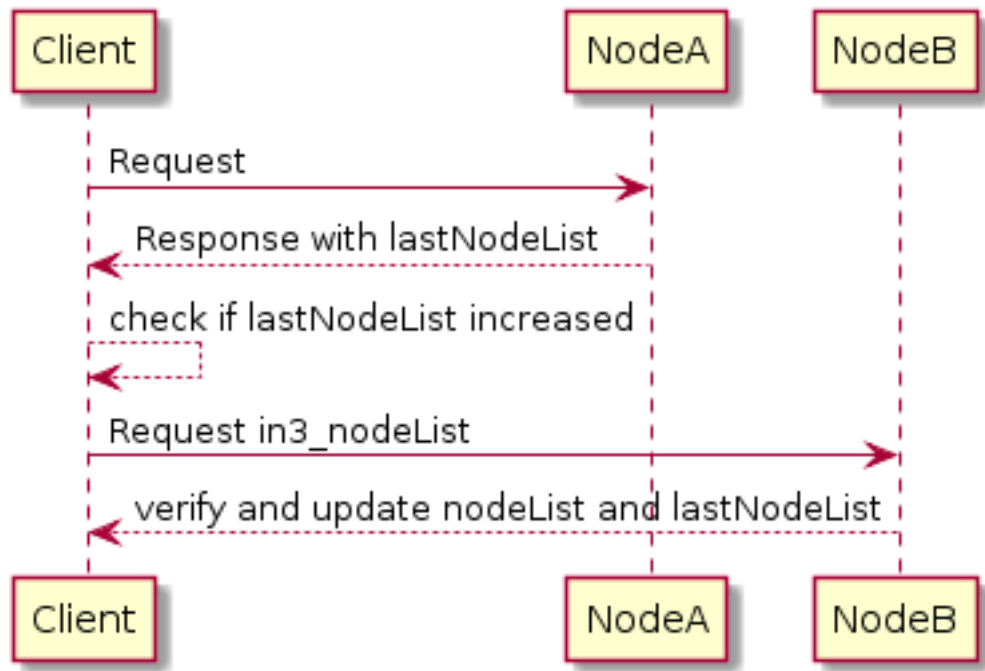 Client NodeA NodeB
Request
Response with lastNodeList
check if lastNodeList increased
Request in3_nodeList
verify and update nodeList and lastNodeList
Client NodeA NodeB